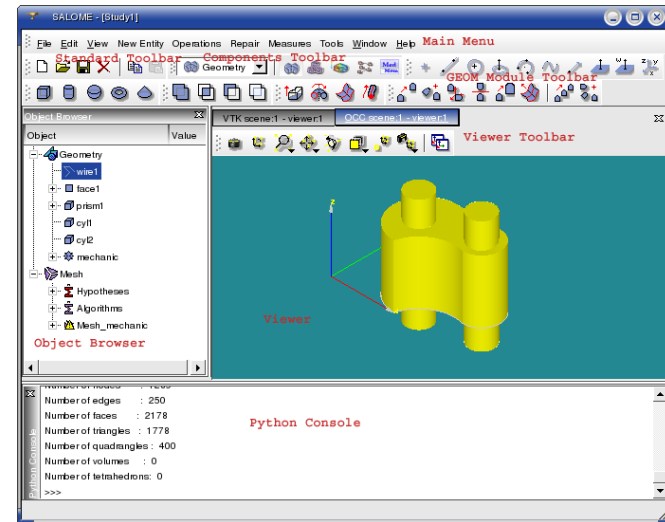 SALOME - [Study1]
File Edit View New Entity Operations Repair Measures Tools Window Help Main Menu
Standard Toolbar Components Toolbar
Geometry
GEOM Module Toolbar
Object Browser
VTK scene:1 - viewer:1 OCC scene:1 - viewer:1
Object Value
Viewer Toolbar
Geometry
wire1
face1
prism1
cyl1
cyl2
mechanic
Mesh
Hypotheses
Algorithms
Mesh_mechanic
Object Browser
z
Viewer
Python Console
Number of edges : 250
Number of faces : 2178
Number of triangles : 1778
Number of quadrangles : 400
Number of volumes : 0
Number of tetrahedrons: 0
>>>
Python Console